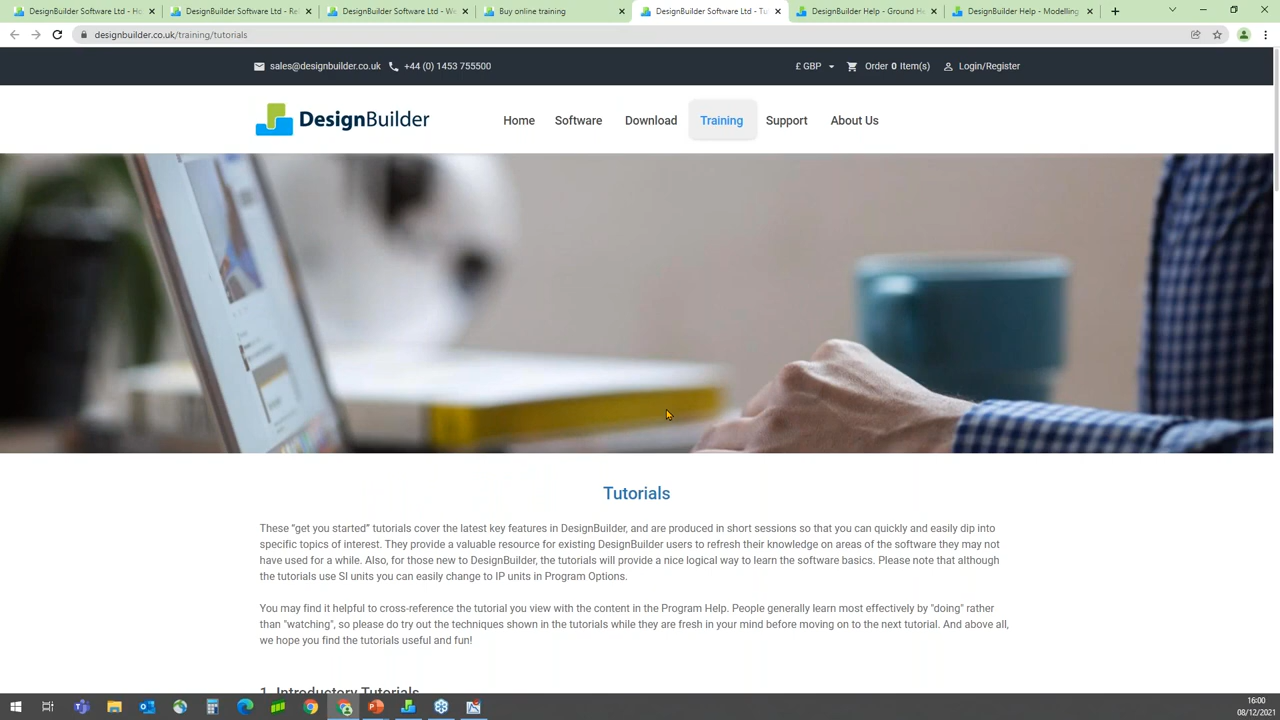 DesignBuilder Software Ltd - Ho
DesignBuilder Software Ltd - Re
DesignBuilder Software Ltd - We
Buy online training
DesignBuilder Software Ltd - Tut
DesignBuilder Help - Ground He
DesignBuilder Help - Modelling
designbuilder.co.uk/training/tutorials
sales@designbuilder.co.uk +44 (0) 1453 755500 £ GBP Order 0 Item(s) Login/Register
DesignBuilder Home Software Download Training Support About Us
Tutorials
These "get you started" tutorials cover the latest key features in DesignBuilder, and are produced in short sessions so that you can quickly and easily dip into
specific topics of interest. They provide a valuable resource for existing DesignBuilder users to refresh their knowledge on areas of the software they may not
have used for a while. Also, for those new to DesignBuilder, the tutorials will provide a nice logical way to learn the software basics. Please note that although
the tutorials use SI units you can easily change to IP units in Program Options.
You may find it helpful to cross-reference the tutorial you view with the content in the Program Help. People generally learn most effectively by "doing" rather
than "watching", so please do try out the techniques shown in the tutorials while they are fresh in your mind before moving on to the next tutorial. And above all,
we hope you find the tutorials useful and fun!
1. Introductory Tutorials
16:00
08/12/2021